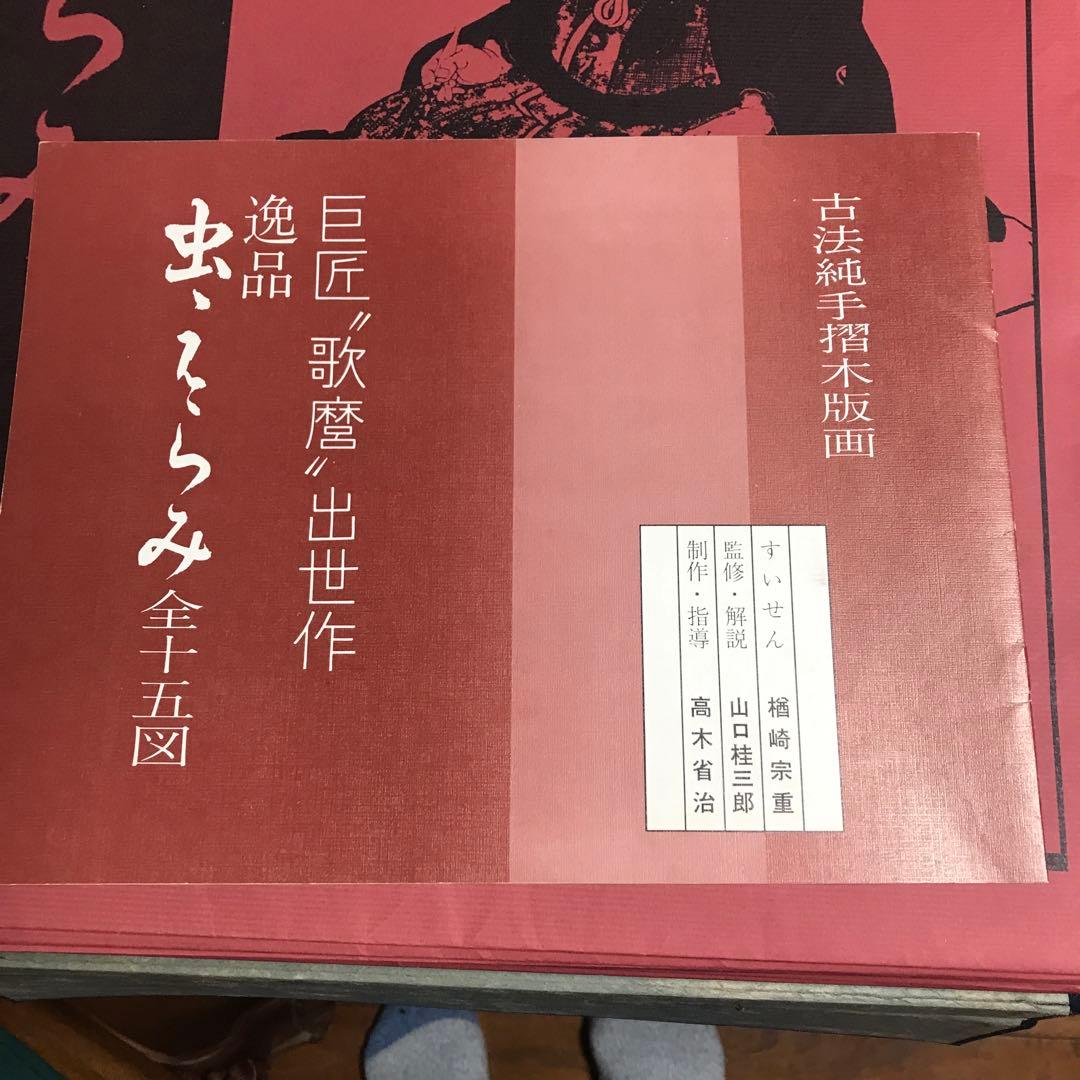 古法純手摺木版画
すいせん 楢崎宗重
監修・解説 山口桂三郎
制作・指導 高木省治
巨匠〝歌麿〟出世作
逸品
虫ゑらみ全十五図